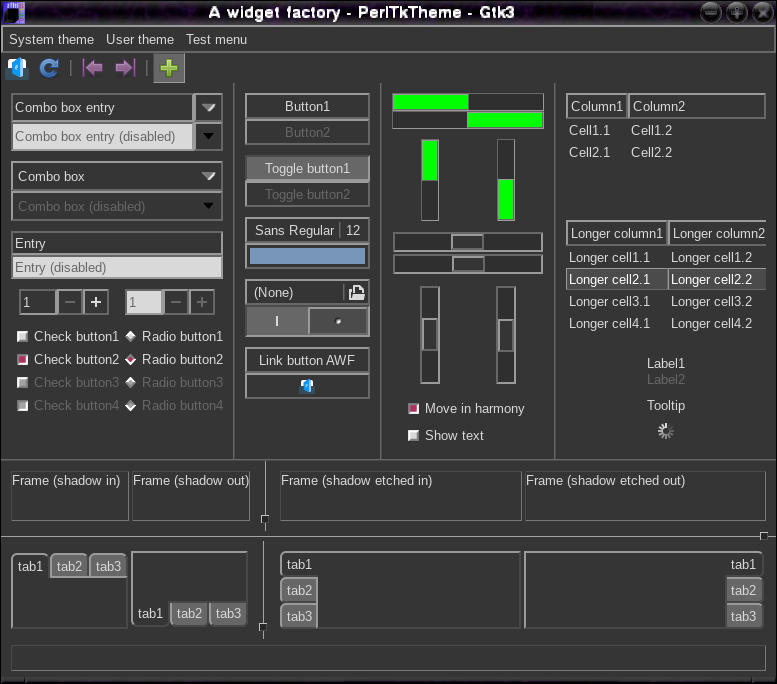 A widget factory - PerlTkTheme - Gtk3
System theme User theme Test menu
Combo box entry
Combo box entry (disabled)
Combo box
Combo box (disabled)
Entry
Entry (disabled)
1 1
Check button1 Radio button1
Check button2 Radio button2
Check button3 Radio button3
Check button4 Radio button4
Button1
Button2
Toggle button1
Toggle button2
Sans Regular 12
(None)
Link button AWF
Move in harmony
Show text
Column1 Column2
Cell1.1 Cell1.2
Cell2.1 Cell2.2
Longer column1 Longer column2
Longer cell1.1 Longer cell1.2
Longer cell2.1 Longer cell2.2
Longer cell3.1 Longer cell3.2
Longer cell4.1 Longer cell4.2
Label1
Label2
Tooltip
Frame (shadow in) Frame (shadow out) Frame (shadow etched in) Frame (shadow etched out)
tab1 tab2 tab3
tab1 tab2 tab3
tab1
tab2
tab3
tab1
tab2
tab3